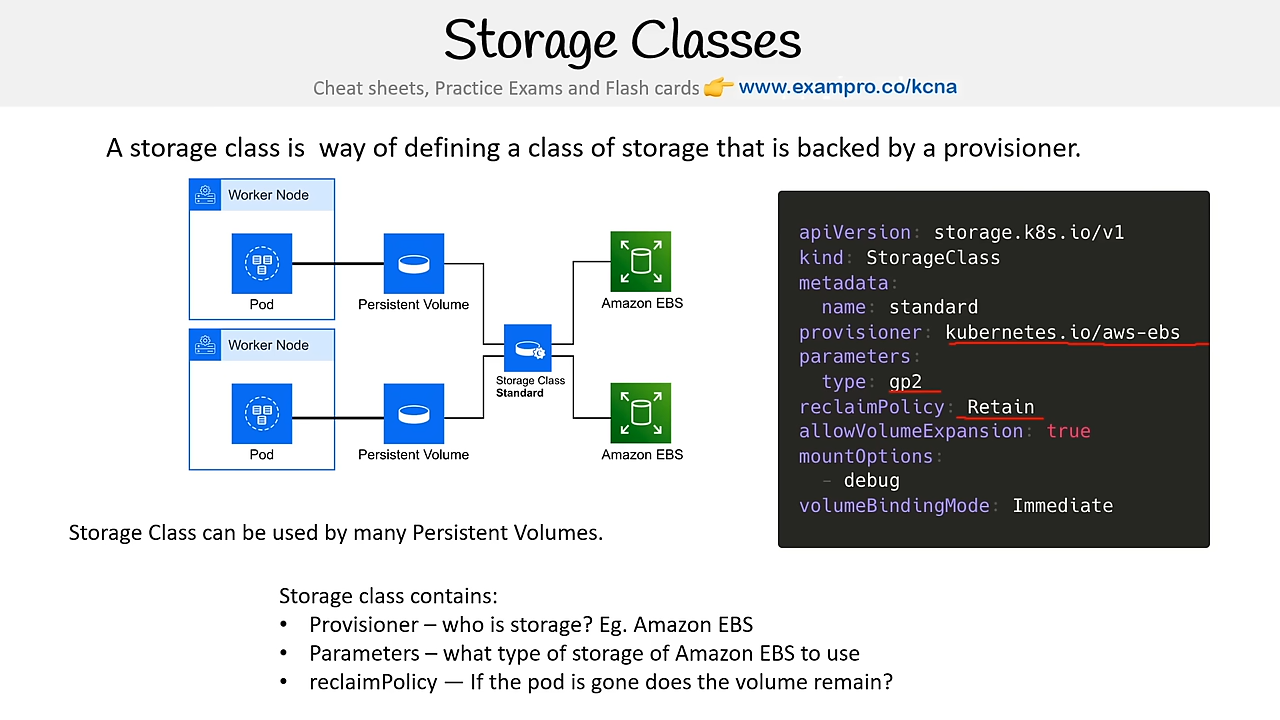 Storage Classes
Cheat sheets, Practice Exams and Flash cards 👉 www.exampro.co/kcna
A storage class is  way of defining a class of storage that is backed by a provisioner.
Worker Node
Pod
Persistent Volume
Amazon EBS
Storage Class
Standard
Worker Node
Pod
Persistent Volume
Amazon EBS
apiVersion: storage.k8s.io/v1
kind: StorageClass
metadata:
  name: standard
provisioner: kubernetes.io/aws-ebs
parameters:
  type: gp2
reclaimPolicy: Retain
allowVolumeExpansion: true
mountOptions:
  - debug
volumeBindingMode: Immediate
Storage Class can be used by many Persistent Volumes.
Storage class contains:
• Provisioner – who is storage? Eg. Amazon EBS
• Parameters – what type of storage of Amazon EBS to use
• reclaimPolicy — If the pod is gone does the volume remain?